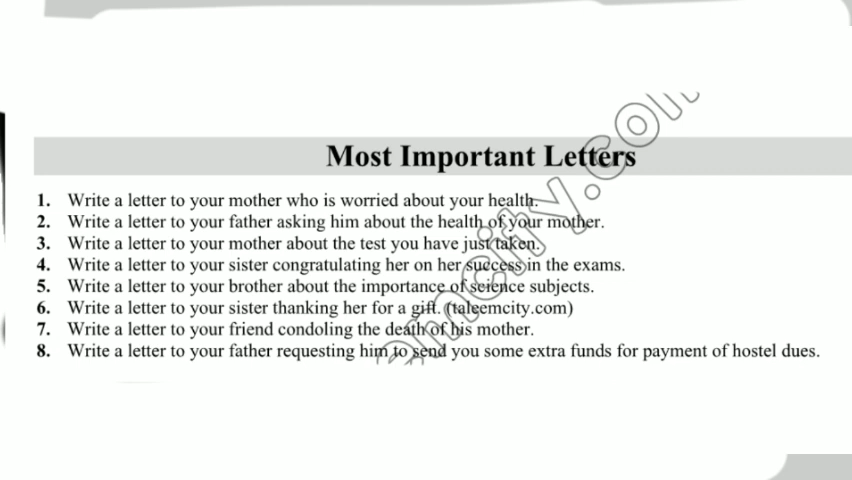 Most Important Letters
1. Write a letter to your mother who is worried about your health.
2. Write a letter to your father asking him about the health of your mother.
3. Write a letter to your mother about the test you have just taken.
4. Write a letter to your sister congratulating her on her success in the exams.
5. Write a letter to your brother about the importance of science subjects.
6. Write a letter to your sister thanking her for a gift. (taleemcity.com)
7. Write a letter to your friend condoling the death of his mother.
8. Write a letter to your father requesting him to send you some extra funds for payment of hostel dues.